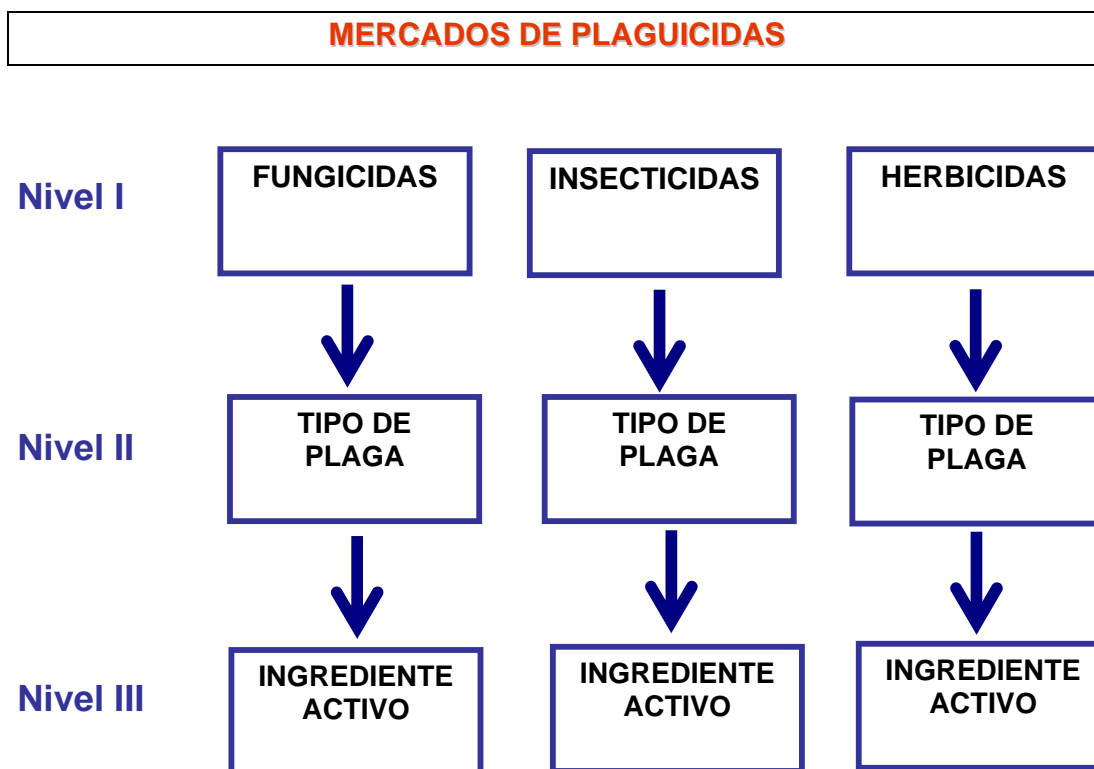 MERCADOS DE PLAGUICIDAS
Nivel I
FUNGICIDAS
INSECTICIDAS
HERBICIDAS
Nivel II
TIPO DE
PLAGA
TIPO DE
PLAGA
TIPO DE
PLAGA
Nivel III
INGREDIENTE
ACTIVO
INGREDIENTE
ACTIVO
INGREDIENTE
ACTIVO